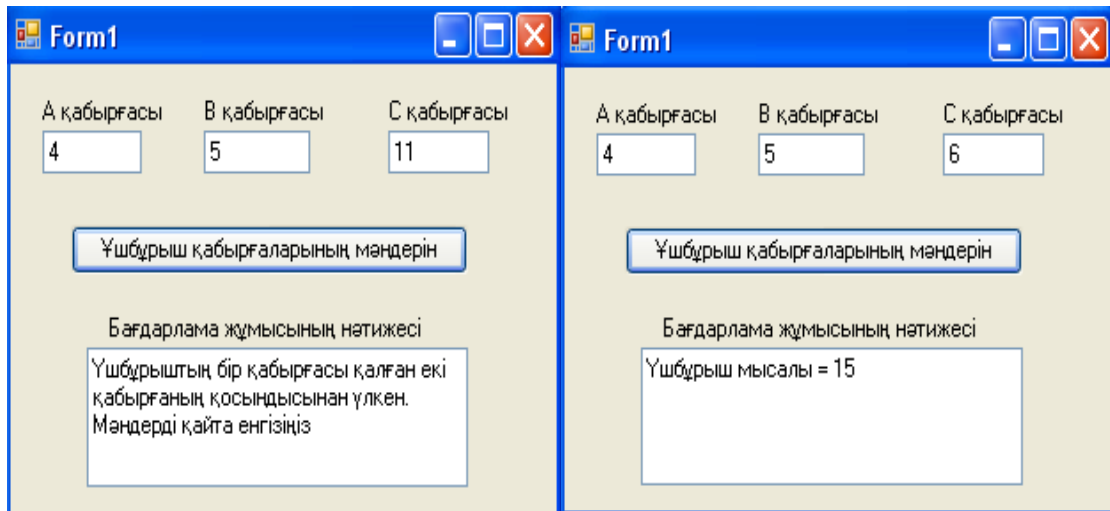 Form1
A қабырғасы B қабырғасы C қабырғасы
4 5 11
Ұшбұрыш қабырғаларының мәндерін
Бағдарлама жұмысының нәтижесі
Үшбұрыштың бір қабырғасы қалған екі
қабырғаның қосындысынан үлкен.
Мәндерді қайта енгізіңіз
Form1
A қабырғасы B қабырғасы C қабырғасы
4 5 6
Ұшбұрыш қабырғаларының мәндерін
Бағдарлама жұмысының нәтижесі
Үшбұрыш мысалы = 15